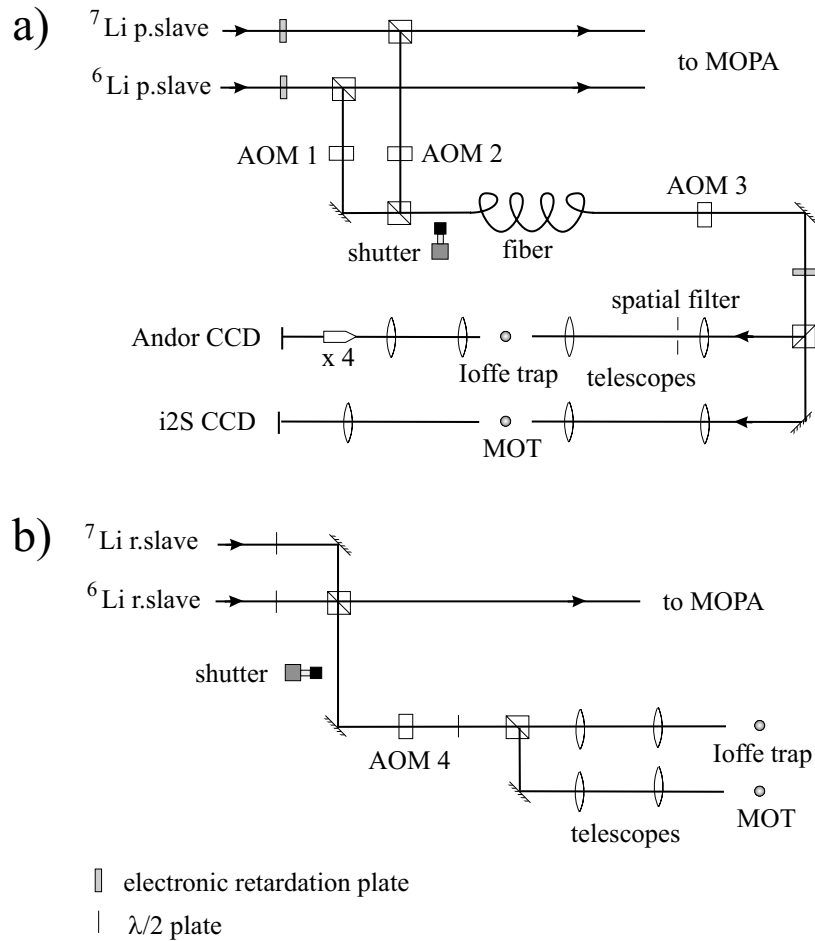 a)
⁷Li p.slave
to MOPA
⁶Li p.slave
AOM 1
AOM 2
AOM 3
shutter
fiber
spatial filter
Andor CCD
x 4
Ioffe trap
telescopes
i2S CCD
MOT
b)
⁷Li r.slave
⁶Li r.slave
to MOPA
shutter
AOM 4
Ioffe trap
MOT
telescopes
electronic retardation plate
λ/2 plate